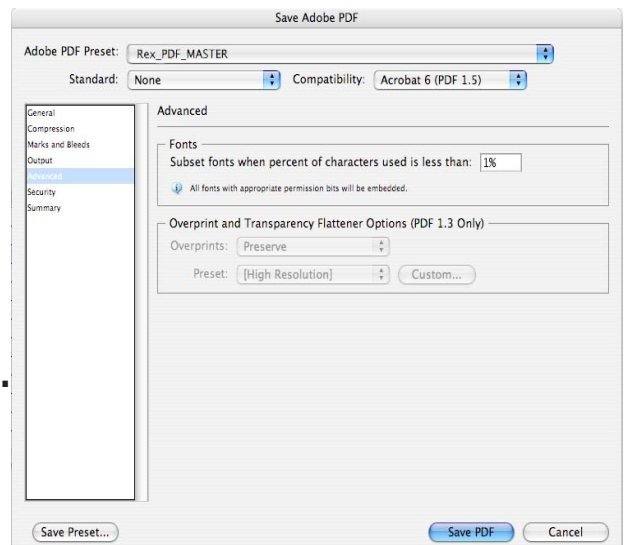 Save Adobe PDF
Adobe PDF Preset: Rex_PDF_MASTER
Standard: None Compatibility: Acrobat 6 (PDF 1.5)
General
Compression
Marks and Bleeds
Output
Advanced
Security
Summary
Advanced
Fonts
Subset fonts when percent of characters used is less than: 1%
All fonts with appropriate permission bits will be embedded.
Overprint and Transparency Flattener Options (PDF 1.3 Only)
Overprints: Preserve
Preset: [High Resolution] Custom...
Save Preset... Save PDF Cancel